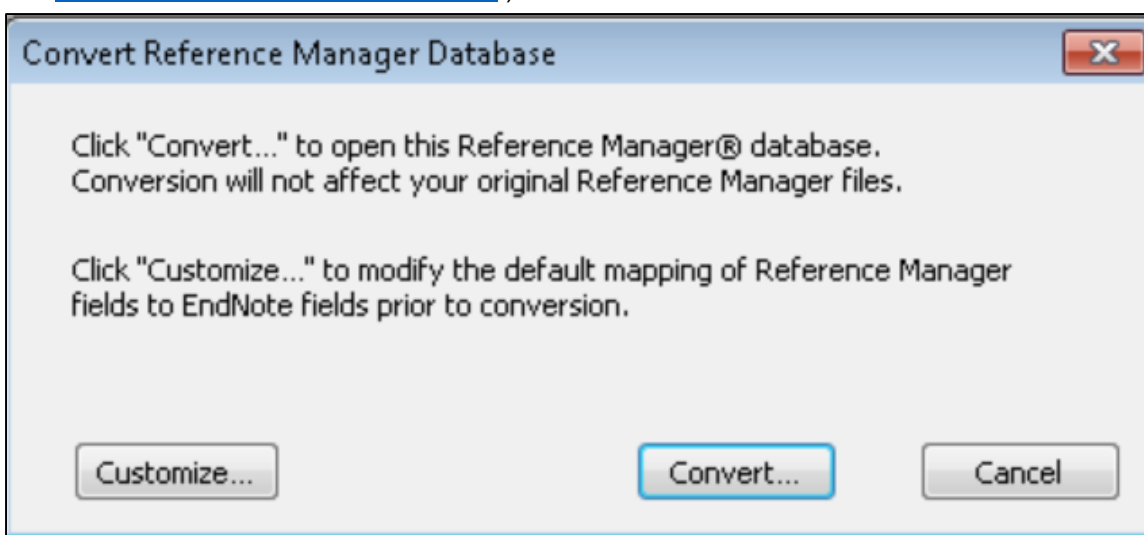 Convert Reference Manager Database
Click "Convert..." to open this Reference Manager® database.
Conversion will not affect your original Reference Manager files.
Click "Customize..." to modify the default mapping of Reference Manager
fields to EndNote fields prior to conversion.
Customize... Convert... Cancel